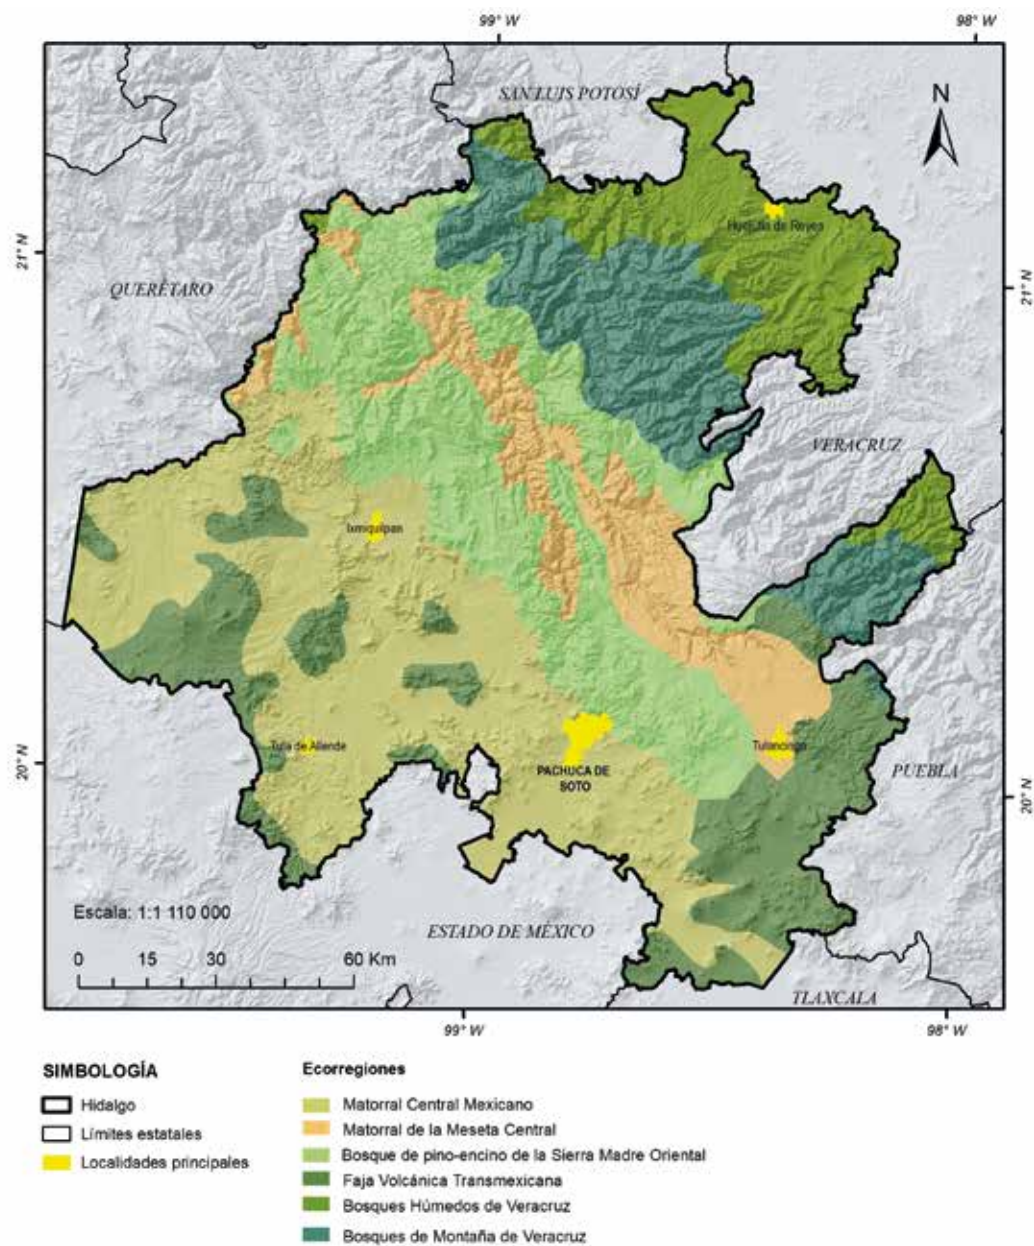 99° W
98° W
SAN LUIS POTOSÍ
N
Huejutla de Reyes
21° N
QUERÉTARO
21° N
VERACRUZ
Ixmiquilpan
Tula de Allende
Tulancingo
20° N
PACHUCA DE
SOTO
PUEBLA
20° N
Escala: 1:1 110 000
ESTADO DE MÉXICO
0 15 30 60 Km
TLAXCALA
99° W
98° W
SIMBOLOGÍA
Hidalgo
Límites estatales
Localidades principales
Ecorregiones
Matorral Central Mexicano
Matorral de la Meseta Central
Bosque de pino-encino de la Sierra Madre Oriental
Faja Volcánica Transmexicana
Bosques Húmedos de Veracruz
Bosques de Montaña de Veracruz